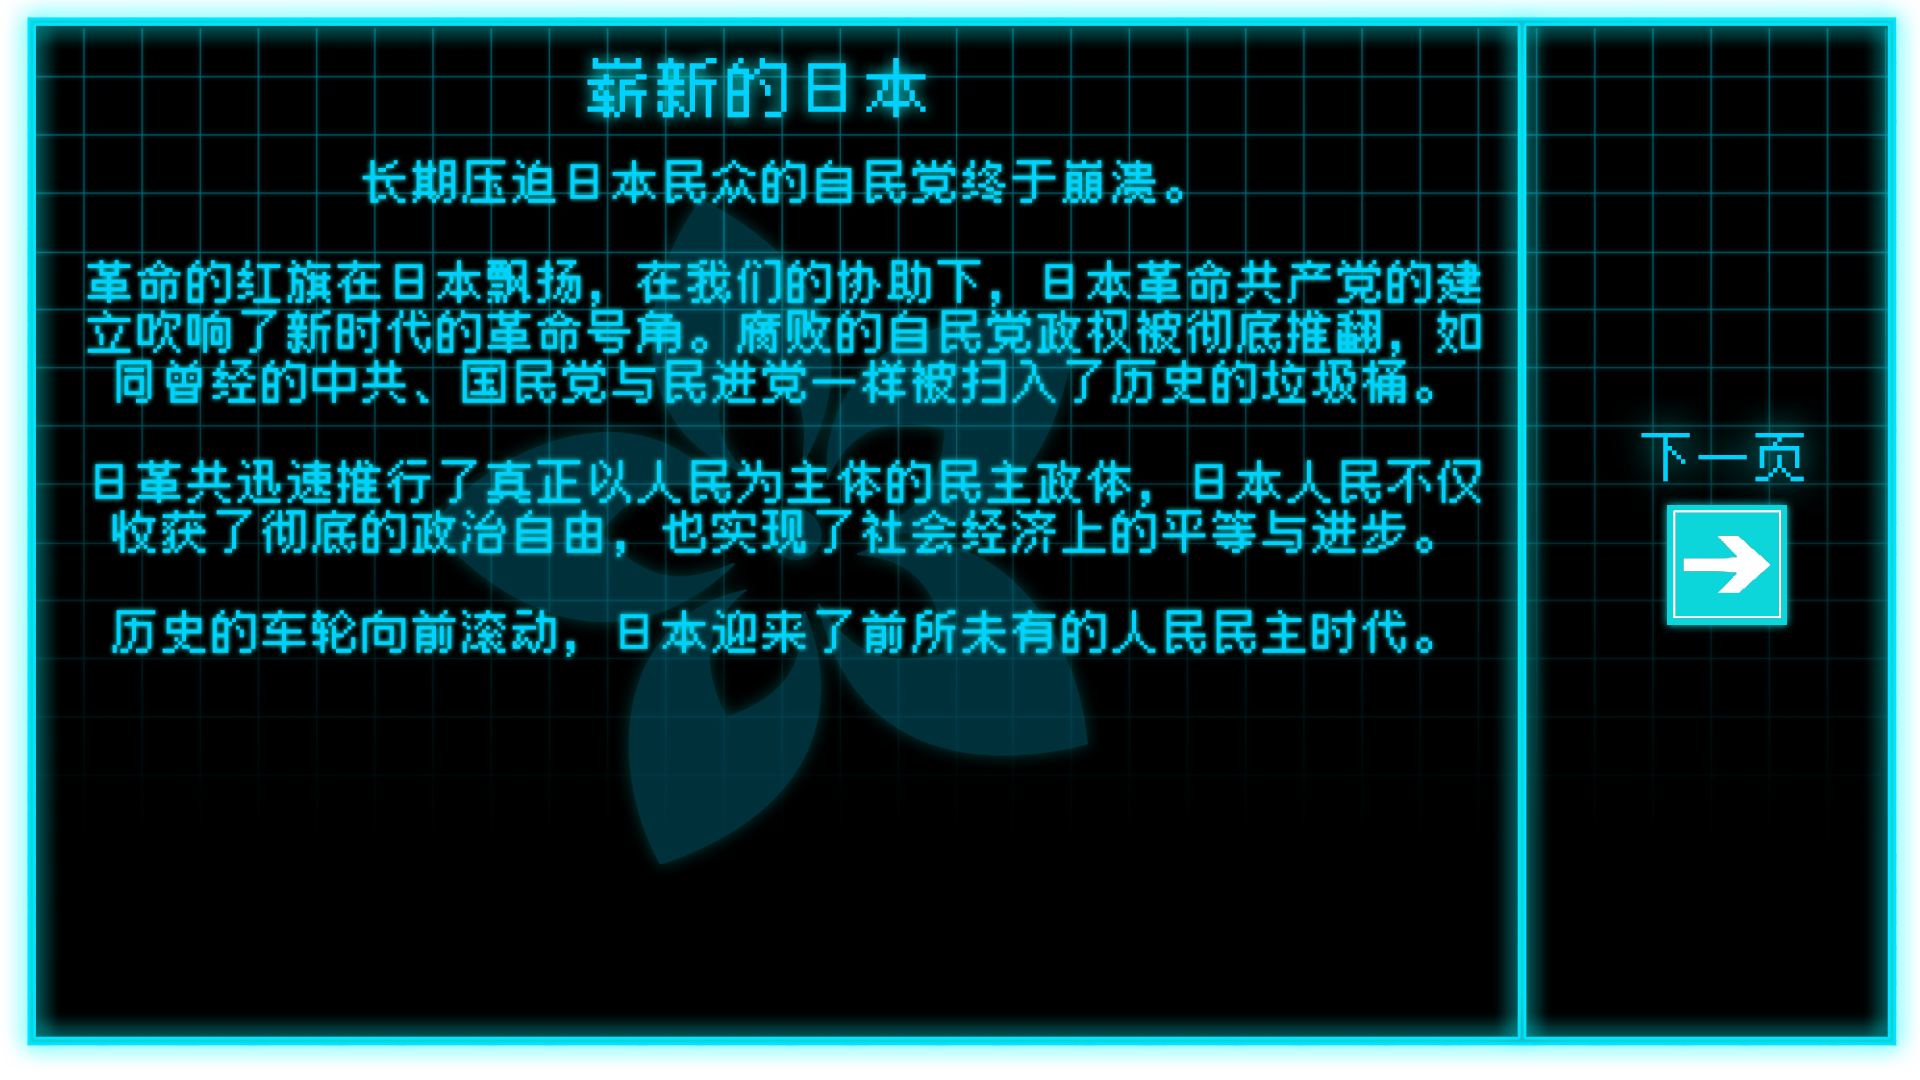 崭新的日本
长期压迫日本民众的自民党终于崩溃。
革命的红旗在日本飘扬，在我们的协助下，日本革命共产党的建
立吹响了新时代的革命号角。腐败的自民党政权被彻底推翻，如
同曾经的中共、国民党与民进党一样被扫入了历史的垃圾桶。
日革共迅速推行了真正以人民为主体的民主政体，日本人民不仅
收获了彻底的政治自由，也实现了社会经济上的平等与进步。
历史的车轮向前滚动，日本迎来了前所未有的人民民主时代。
下一页